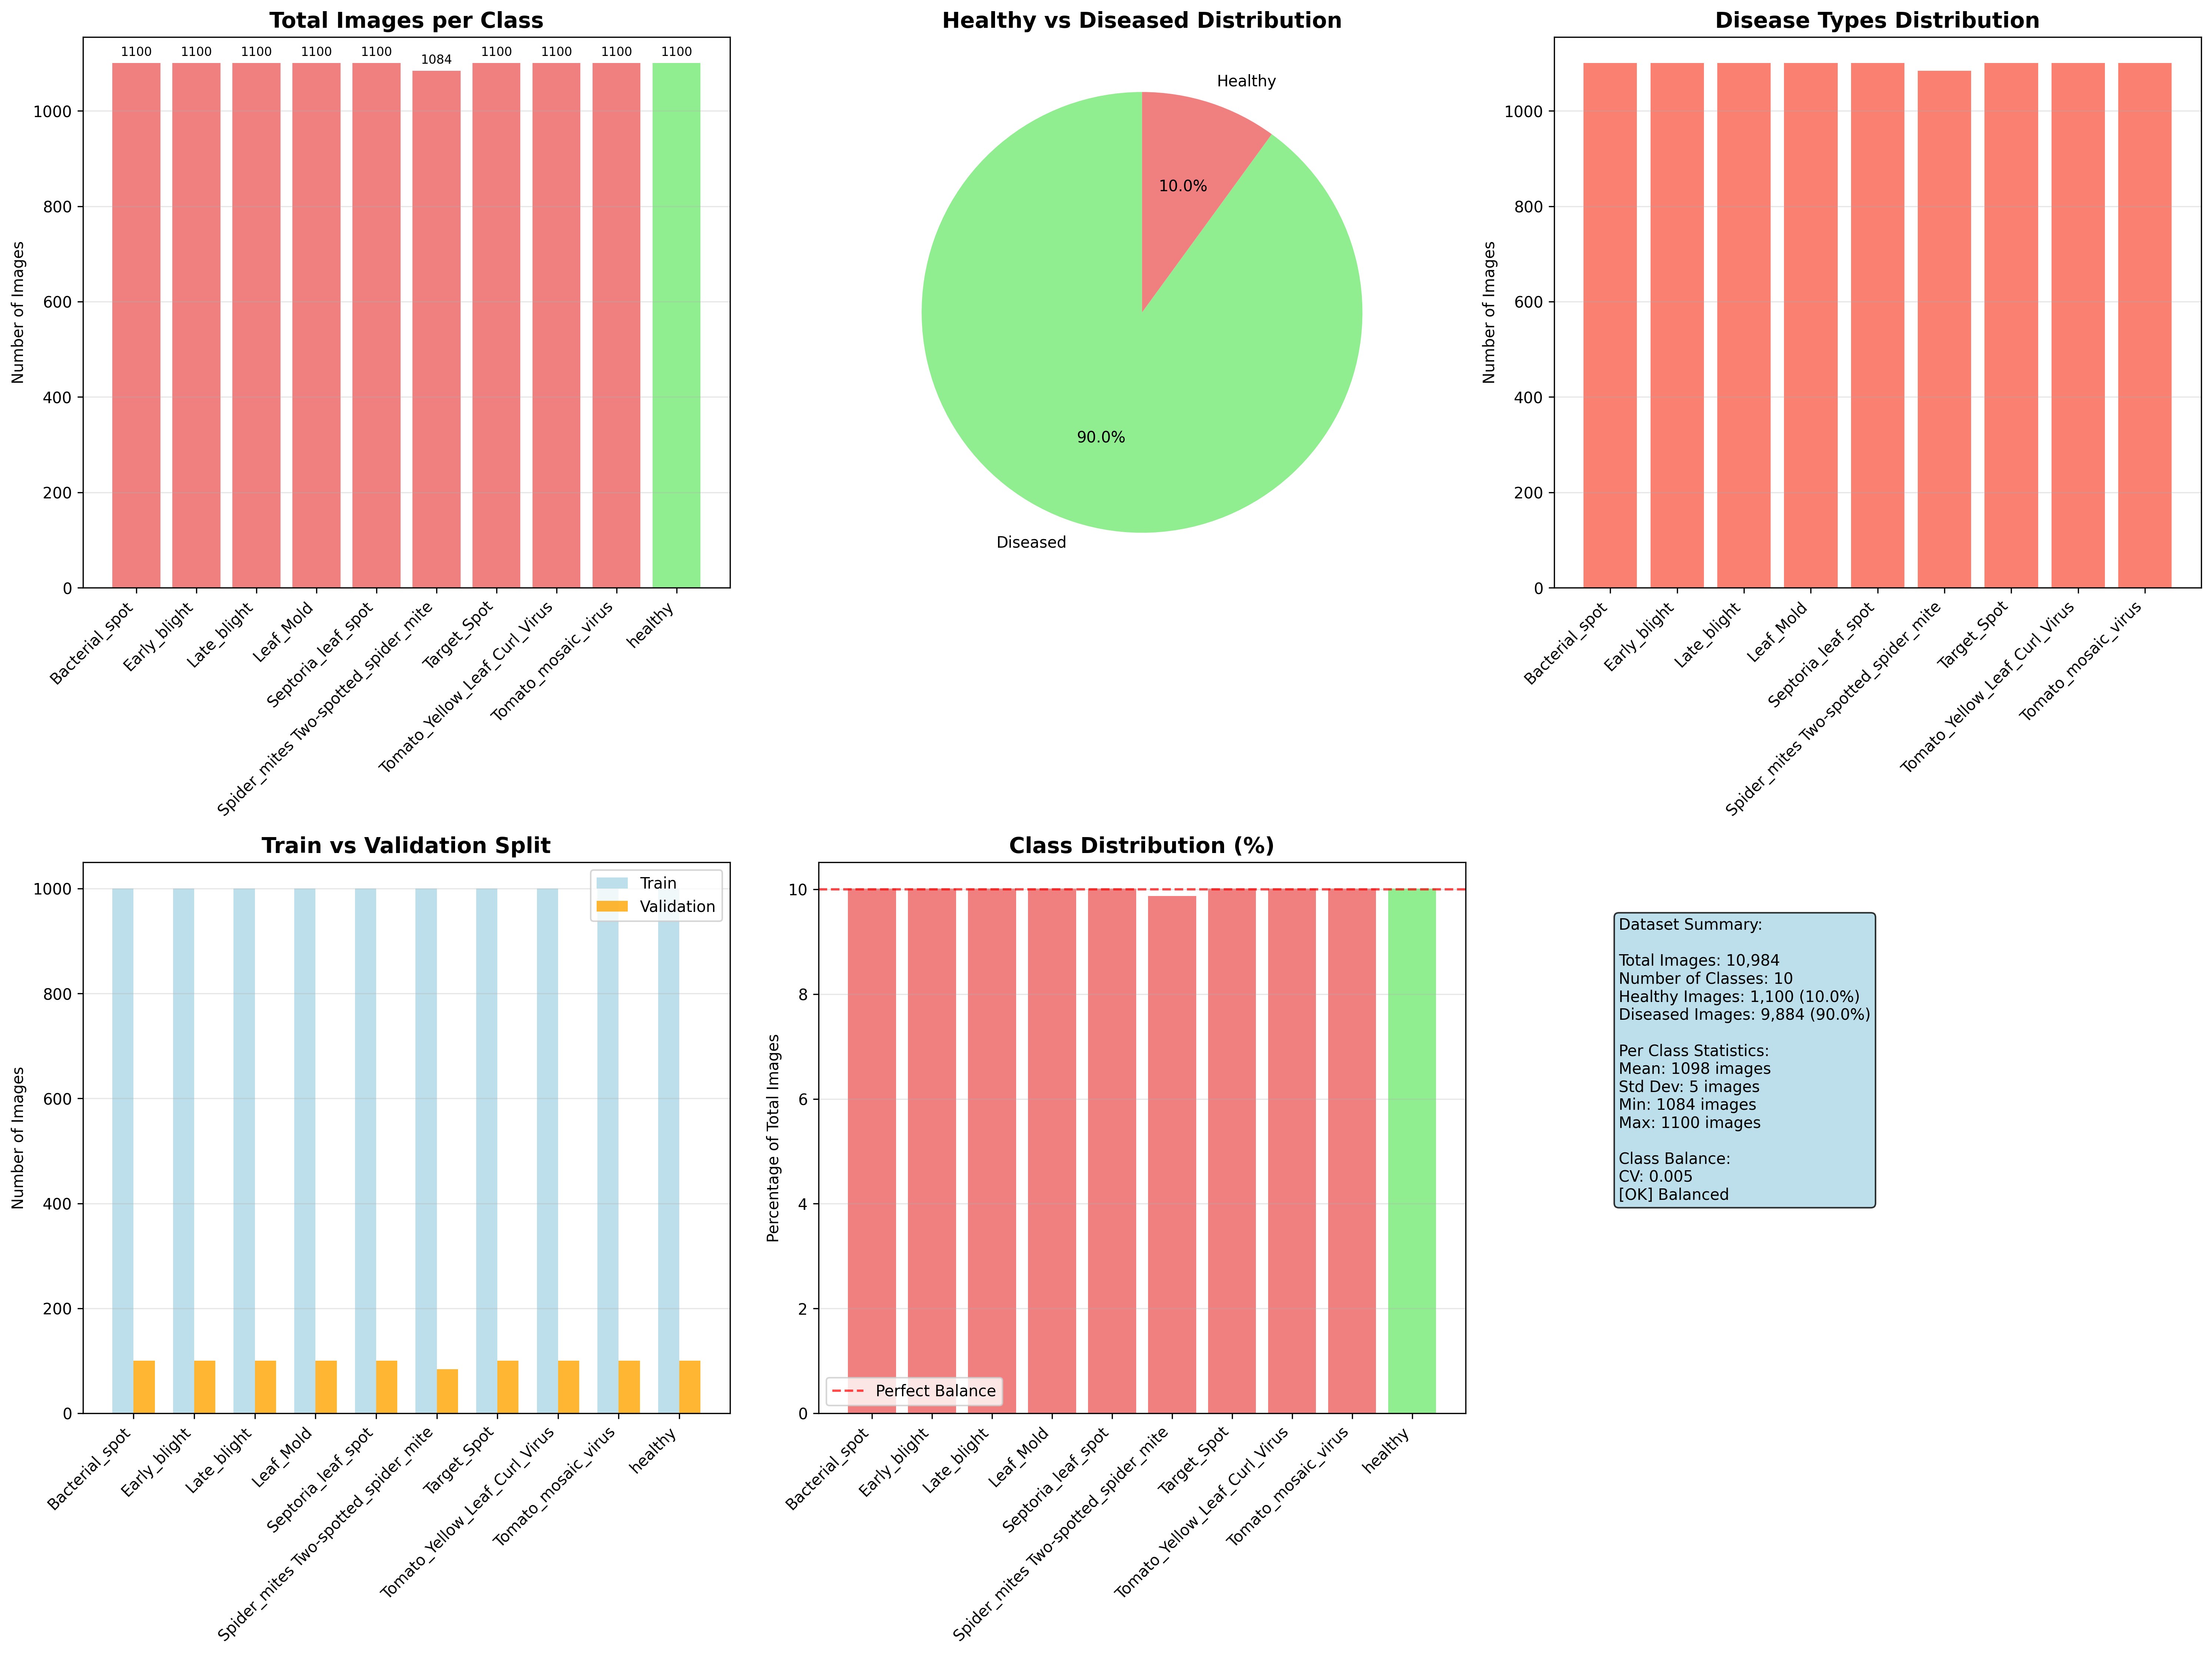 Total Images per Class
1100 1100 1100 1100 1100 1084 1100 1100 1100 1100
Number of Images
1000
800
600
400
200
0
Bacterial_spot
Early_blight
Late_blight
Leaf_Mold
Septoria_leaf_spot
Spider_mites Two-spotted_spider_mite
Target_Spot
Tomato_Yellow_Leaf_Curl_Virus
Tomato_mosaic_virus
healthy
Healthy vs Diseased Distribution
Healthy
10.0%
90.0%
Diseased
Disease Types Distribution
Number of Images
1000
800
600
400
200
0
Bacterial_spot
Early_blight
Late_blight
Leaf_Mold
Septoria_leaf_spot
Spider_mites Two-spotted_spider_mite
Target_Spot
Tomato_Yellow_Leaf_Curl_Virus
Tomato_mosaic_virus
Train vs Validation Split
Train
Validation
Number of Images
1000
800
600
400
200
0
Bacterial_spot
Early_blight
Late_blight
Leaf_Mold
Septoria_leaf_spot
Spider_mites Two-spotted_spider_mite
Target_Spot
Tomato_Yellow_Leaf_Curl_Virus
Tomato_mosaic_virus
healthy
Class Distribution (%)
Percentage of Total Images
10
8
6
4
2
0
Perfect Balance
Bacterial_spot
Early_blight
Late_blight
Leaf_Mold
Septoria_leaf_spot
Spider_mites Two-spotted_spider_mite
Target_Spot
Tomato_Yellow_Leaf_Curl_Virus
Tomato_mosaic_virus
healthy
Dataset Summary:
Total Images: 10,984
Number of Classes: 10
Healthy Images: 1,100 (10.0%)
Diseased Images: 9,884 (90.0%)
Per Class Statistics:
Mean: 1098 images
Std Dev: 5 images
Min: 1084 images
Max: 1100 images
Class Balance:
CV: 0.005
[OK] Balanced